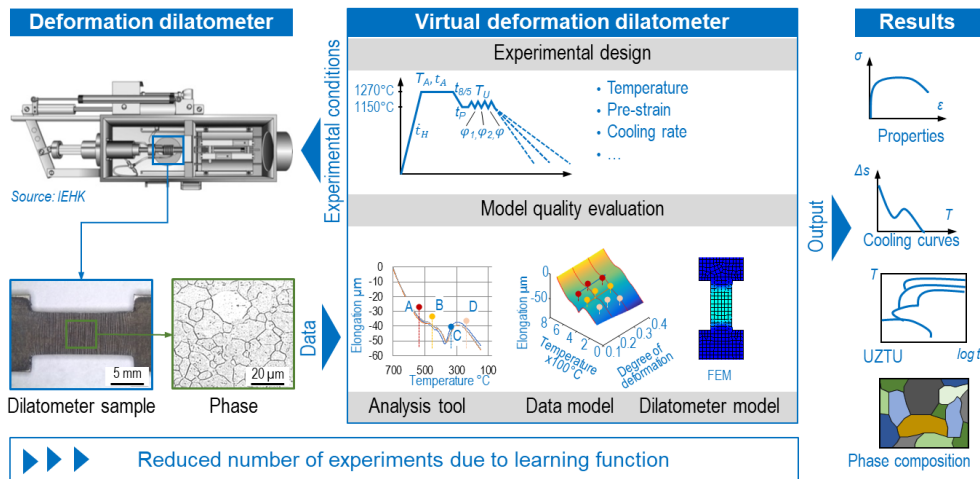 Deformation dilatometer
Source: IEHK
5 mm
20 µm
Dilatometer sample
Phase
Experimental conditions
Data
Virtual deformation dilatometer
Experimental design
T_A, t_A
t_8/5
T_U
1270°C
1150°C
t_P
ṫ_H
φ_1, φ_2, φ
• Temperature
• Pre-strain
• Cooling rate
• ...
Model quality evaluation
Elongation µm
0
-10
-20
-30
-40
-50
-60
A
B
C
D
700
500
300
100
Temperature °C
Elongation µm
0
-50
8
6
4
2
0
Temperature
x100°C
0.1
0.2
0.3
0.4
Degree of
deformation
FEM
Analysis tool
Data model
Dilatometer model
Output
Results
σ
ε
Properties
Δs
T
Cooling curves
T
UZTU
log t
Phase composition
Reduced number of experiments due to learning function